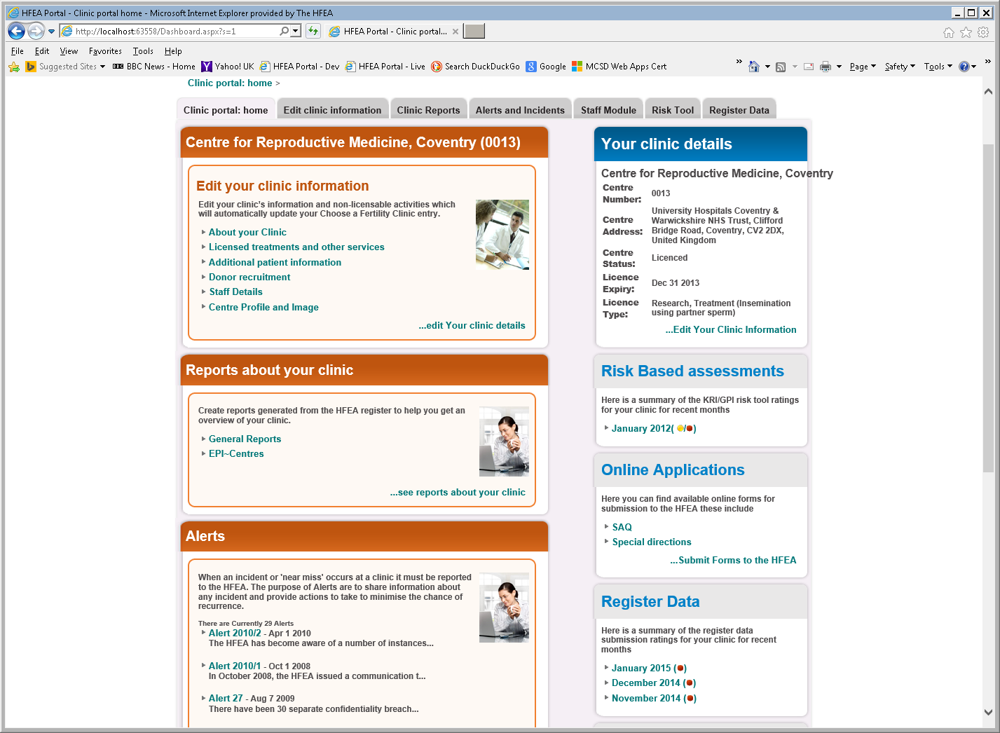 HFEA Portal - Clinic portal home - Microsoft Internet Explorer provided by The HFEA
http://localhost:63558/Dashboard.aspx?s=1
HFEA Portal - Clinic portal...
File Edit View Favorites Tools Help
Suggested Sites BBC News - Home Yahoo! UK HFEA Portal - Dev HFEA Portal - Live Search DuckDuckGo Google MCSD Web Apps Cert
Page Safety Tools
Clinic portal: home >
Clinic portal: home Edit clinic information Clinic Reports Alerts and Incidents Staff Module Risk Tool Register Data
Centre for Reproductive Medicine, Coventry (0013)
Edit your clinic information
Edit your clinic's information and non-licensable activities which
will automatically update your Choose a Fertility Clinic entry.
About your Clinic
Licensed treatments and other services
Additional patient information
Donor recruitment
Staff Details
Centre Profile and Image
...edit Your clinic details
Reports about your clinic
Create reports generated from the HFEA register to help you get an
overview of your clinic.
General Reports
EPI~Centres
...see reports about your clinic
Alerts
When an incident or 'near miss' occurs at a clinic it must be reported
to the HFEA. The purpose of Alerts are to share information about
any incident and provide actions to take to minimise the chance of
recurrence.
There are Currently 29 Alerts
Alert 2010/2 - Apr 1 2010
The HFEA has become aware of a number of instances...
Alert 2010/1 - Oct 1 2008
In October 2008, the HFEA issued a communication t...
Alert 27 - Aug 7 2009
There have been 30 separate confidentiality breach...
Your clinic details
Centre for Reproductive Medicine, Coventry
Centre
Number:
0013
Centre
Address:
University Hospitals Coventry &
Warwickshire NHS Trust, Clifford
Bridge Road, Coventry, CV2 2DX,
United Kingdom
Centre
Status:
Licenced
Licence
Expiry:
Dec 31 2013
Licence
Type:
Research, Treatment (Insemination
using partner sperm)
...Edit Your Clinic Information
Risk Based assessments
Here is a summary of the KRI/GPI risk tool ratings
for your clinic for recent months
January 2012( / )
Online Applications
Here you can find available online forms for
submission to the HFEA these include
SAQ
Special directions
...Submit Forms to the HFEA
Register Data
Here is a summary of the register data
submission ratings for your clinic for recent
months
January 2015 ( )
December 2014 ( )
November 2014 ( )